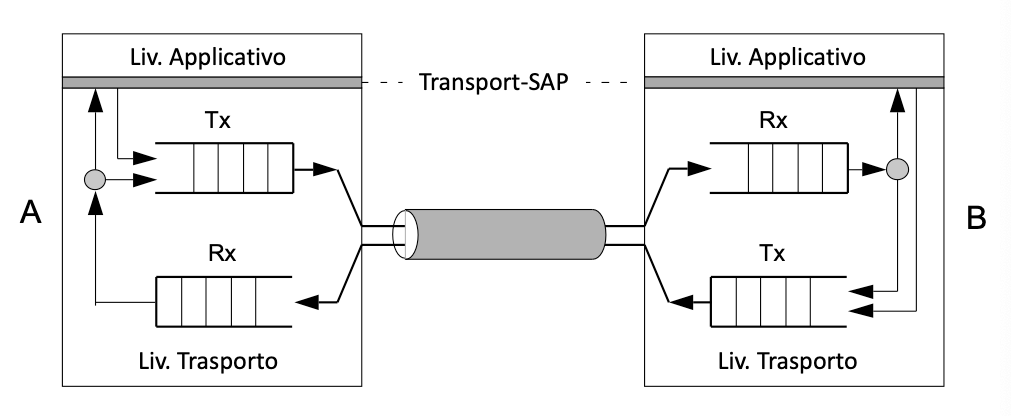 Liv. Applicativo
Liv. Applicativo
Transport-SAP
Tx
Rx
A
B
Rx
Tx
Liv. Trasporto
Liv. Trasporto